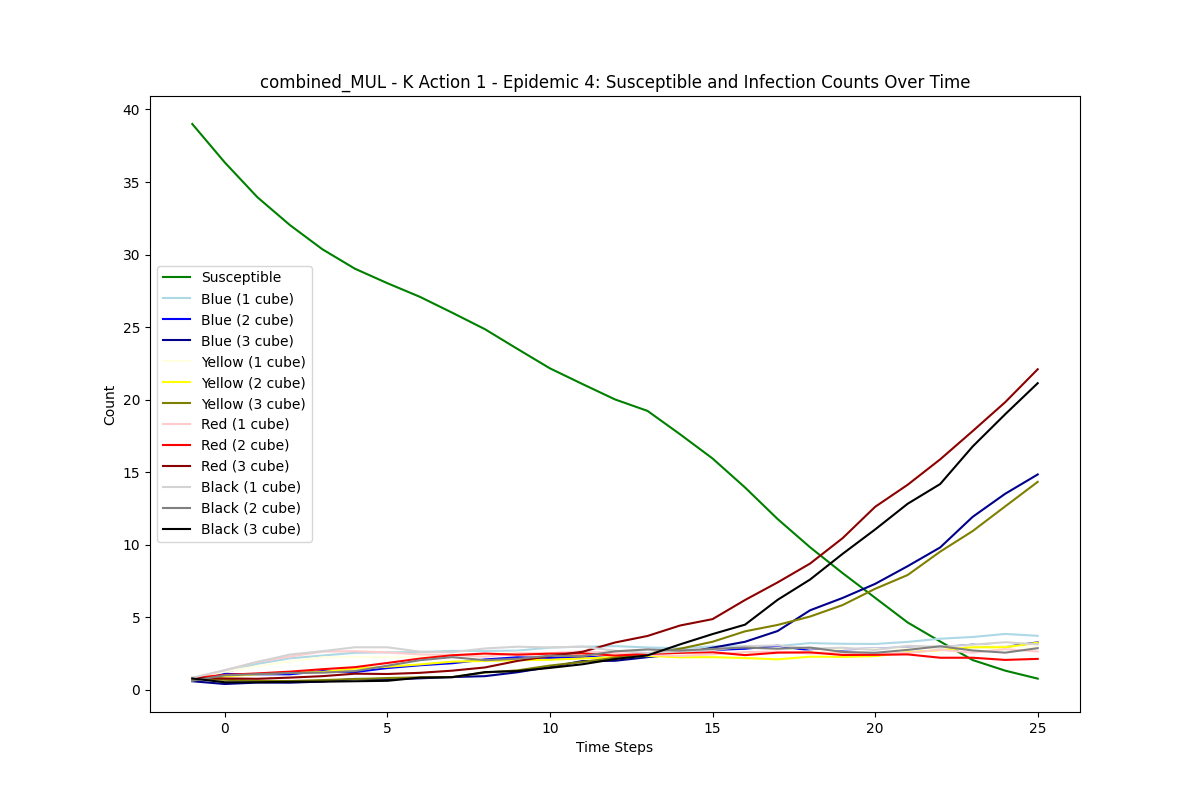 combined_MUL - K Action 1 - Epidemic 4: Susceptible and Infection Counts Over Time
40
35
30
25
20
15
10
5
0
Count
Susceptible
Blue (1 cube)
Blue (2 cube)
Blue (3 cube)
Yellow (1 cube)
Yellow (2 cube)
Yellow (3 cube)
Red (1 cube)
Red (2 cube)
Red (3 cube)
Black (1 cube)
Black (2 cube)
Black (3 cube)
0 5 10 15 20 25
Time Steps